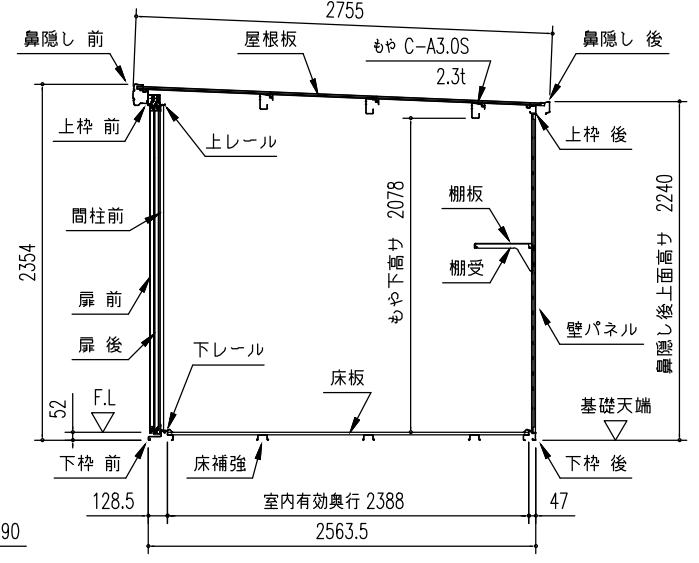 2755
鼻隠し 前
屋根板
もや C-A3.0S
2.3t
鼻隠し 後
上枠 前
上レール
上枠 後
間柱前
棚板
棚受
もや下高サ 2078
鼻隠し後上面高サ 2240
2354
扉 前
扉 後
壁パネル
下レール
床板
52
F.L
基礎天端
下枠 前
床補強
下枠 後
128.5
室内有効奥行 2388
47
90
2563.5